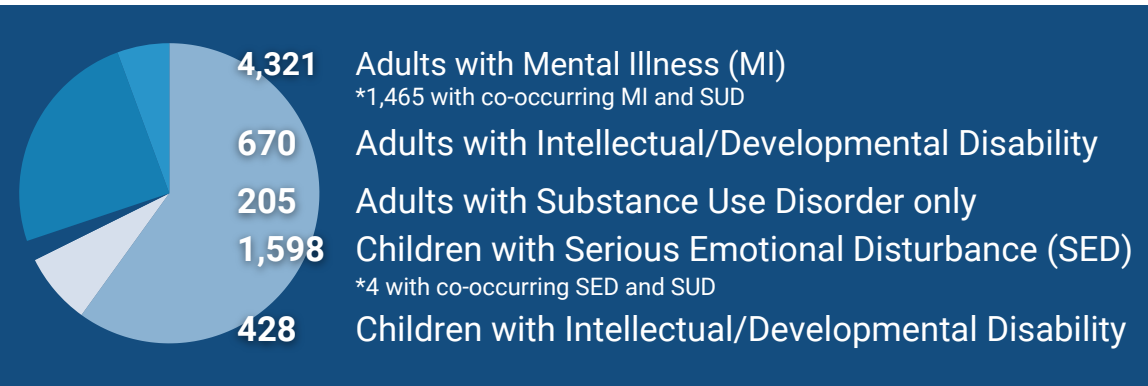 4,321 Adults with Mental Illness (MI)
*1,465 with co-occurring MI and SUD
670 Adults with Intellectual/Developmental Disability
205 Adults with Substance Use Disorder only
1,598 Children with Serious Emotional Disturbance (SED)
*4 with co-occurring SED and SUD
428 Children with Intellectual/Developmental Disability